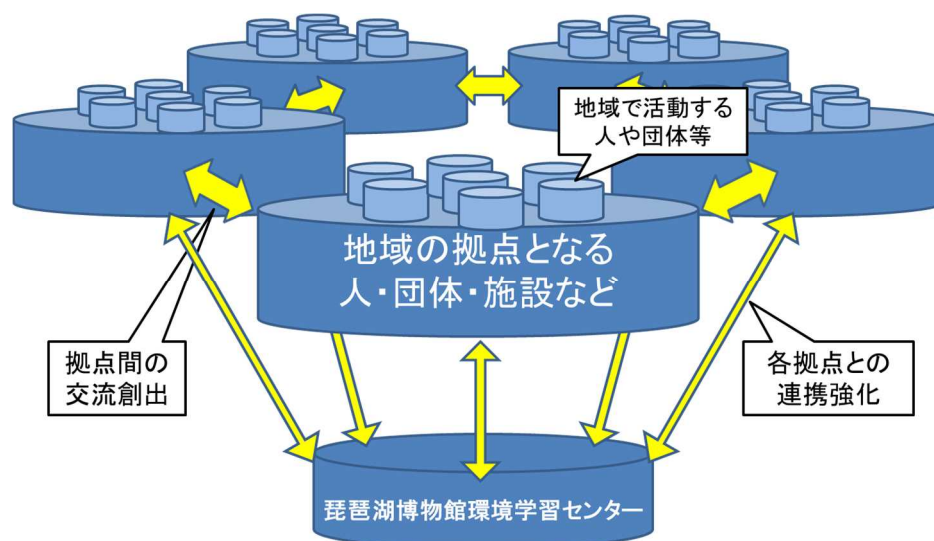 地域で活動する
人や団体等
地域の拠点となる
人・団体・施設など
拠点間の
交流創出
各拠点との
連携強化
琵琶湖博物館環境学習センター